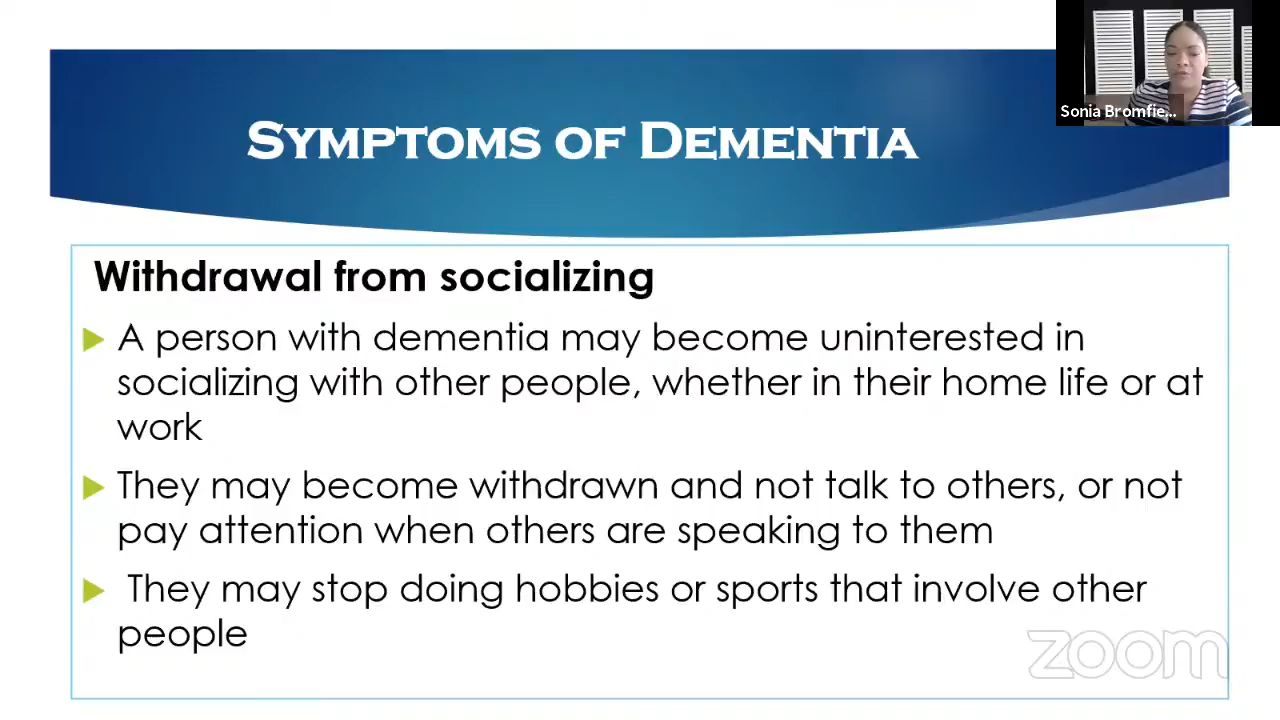 Sonia Bromfie...
SYMPTOMS OF DEMENTIA
Withdrawal from socializing
A person with dementia may become uninterested in
socializing with other people, whether in their home life or at
work
They may become withdrawn and not talk to others, or not
pay attention when others are speaking to them
They may stop doing hobbies or sports that involve other
people
zoom